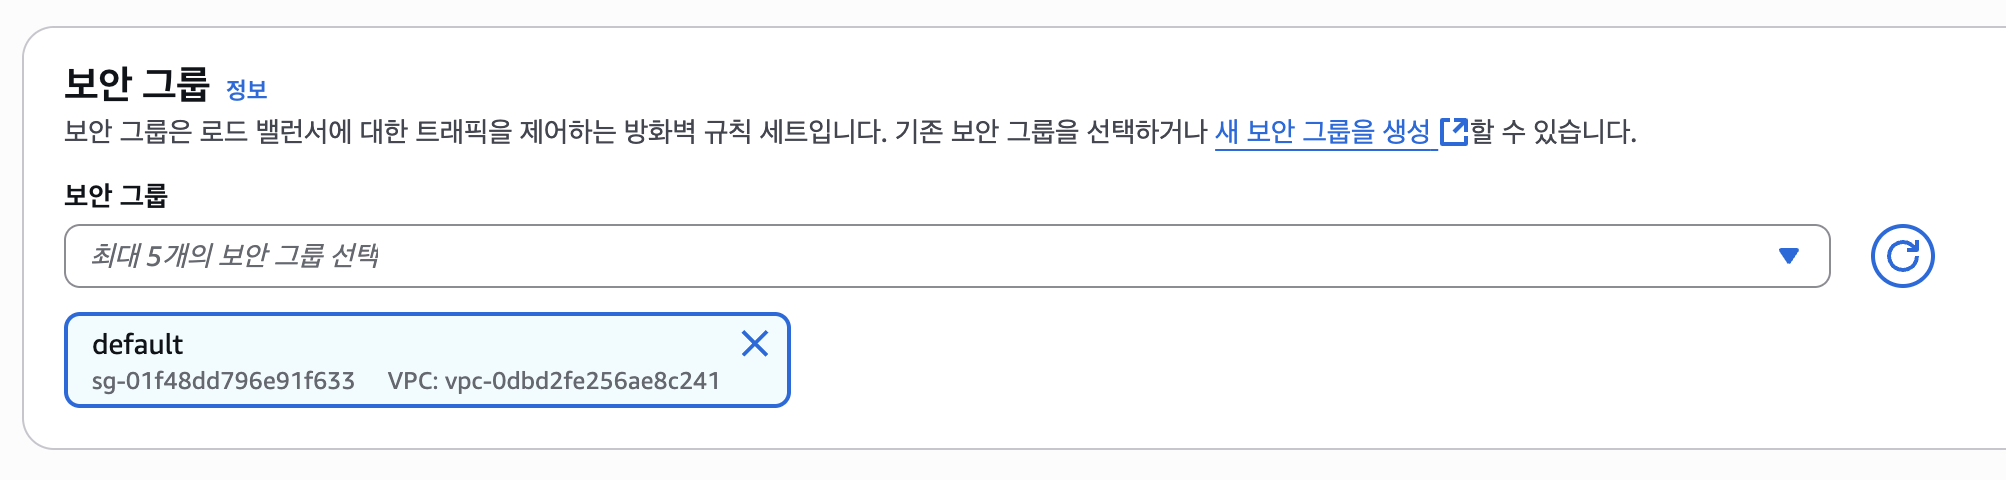 보안 그룹 정보
보안 그룹은 로드 밸런서에 대한 트래픽을 제어하는 방화벽 규칙 세트입니다. 기존 보안 그룹을 선택하거나 새 보안 그룹을 생성 할 수 있습니다.
보안 그룹
최대 5개의 보안 그룹 선택
default
sg-01f48dd796e91f633 VPC: vpc-0dbd2fe256ae8c241